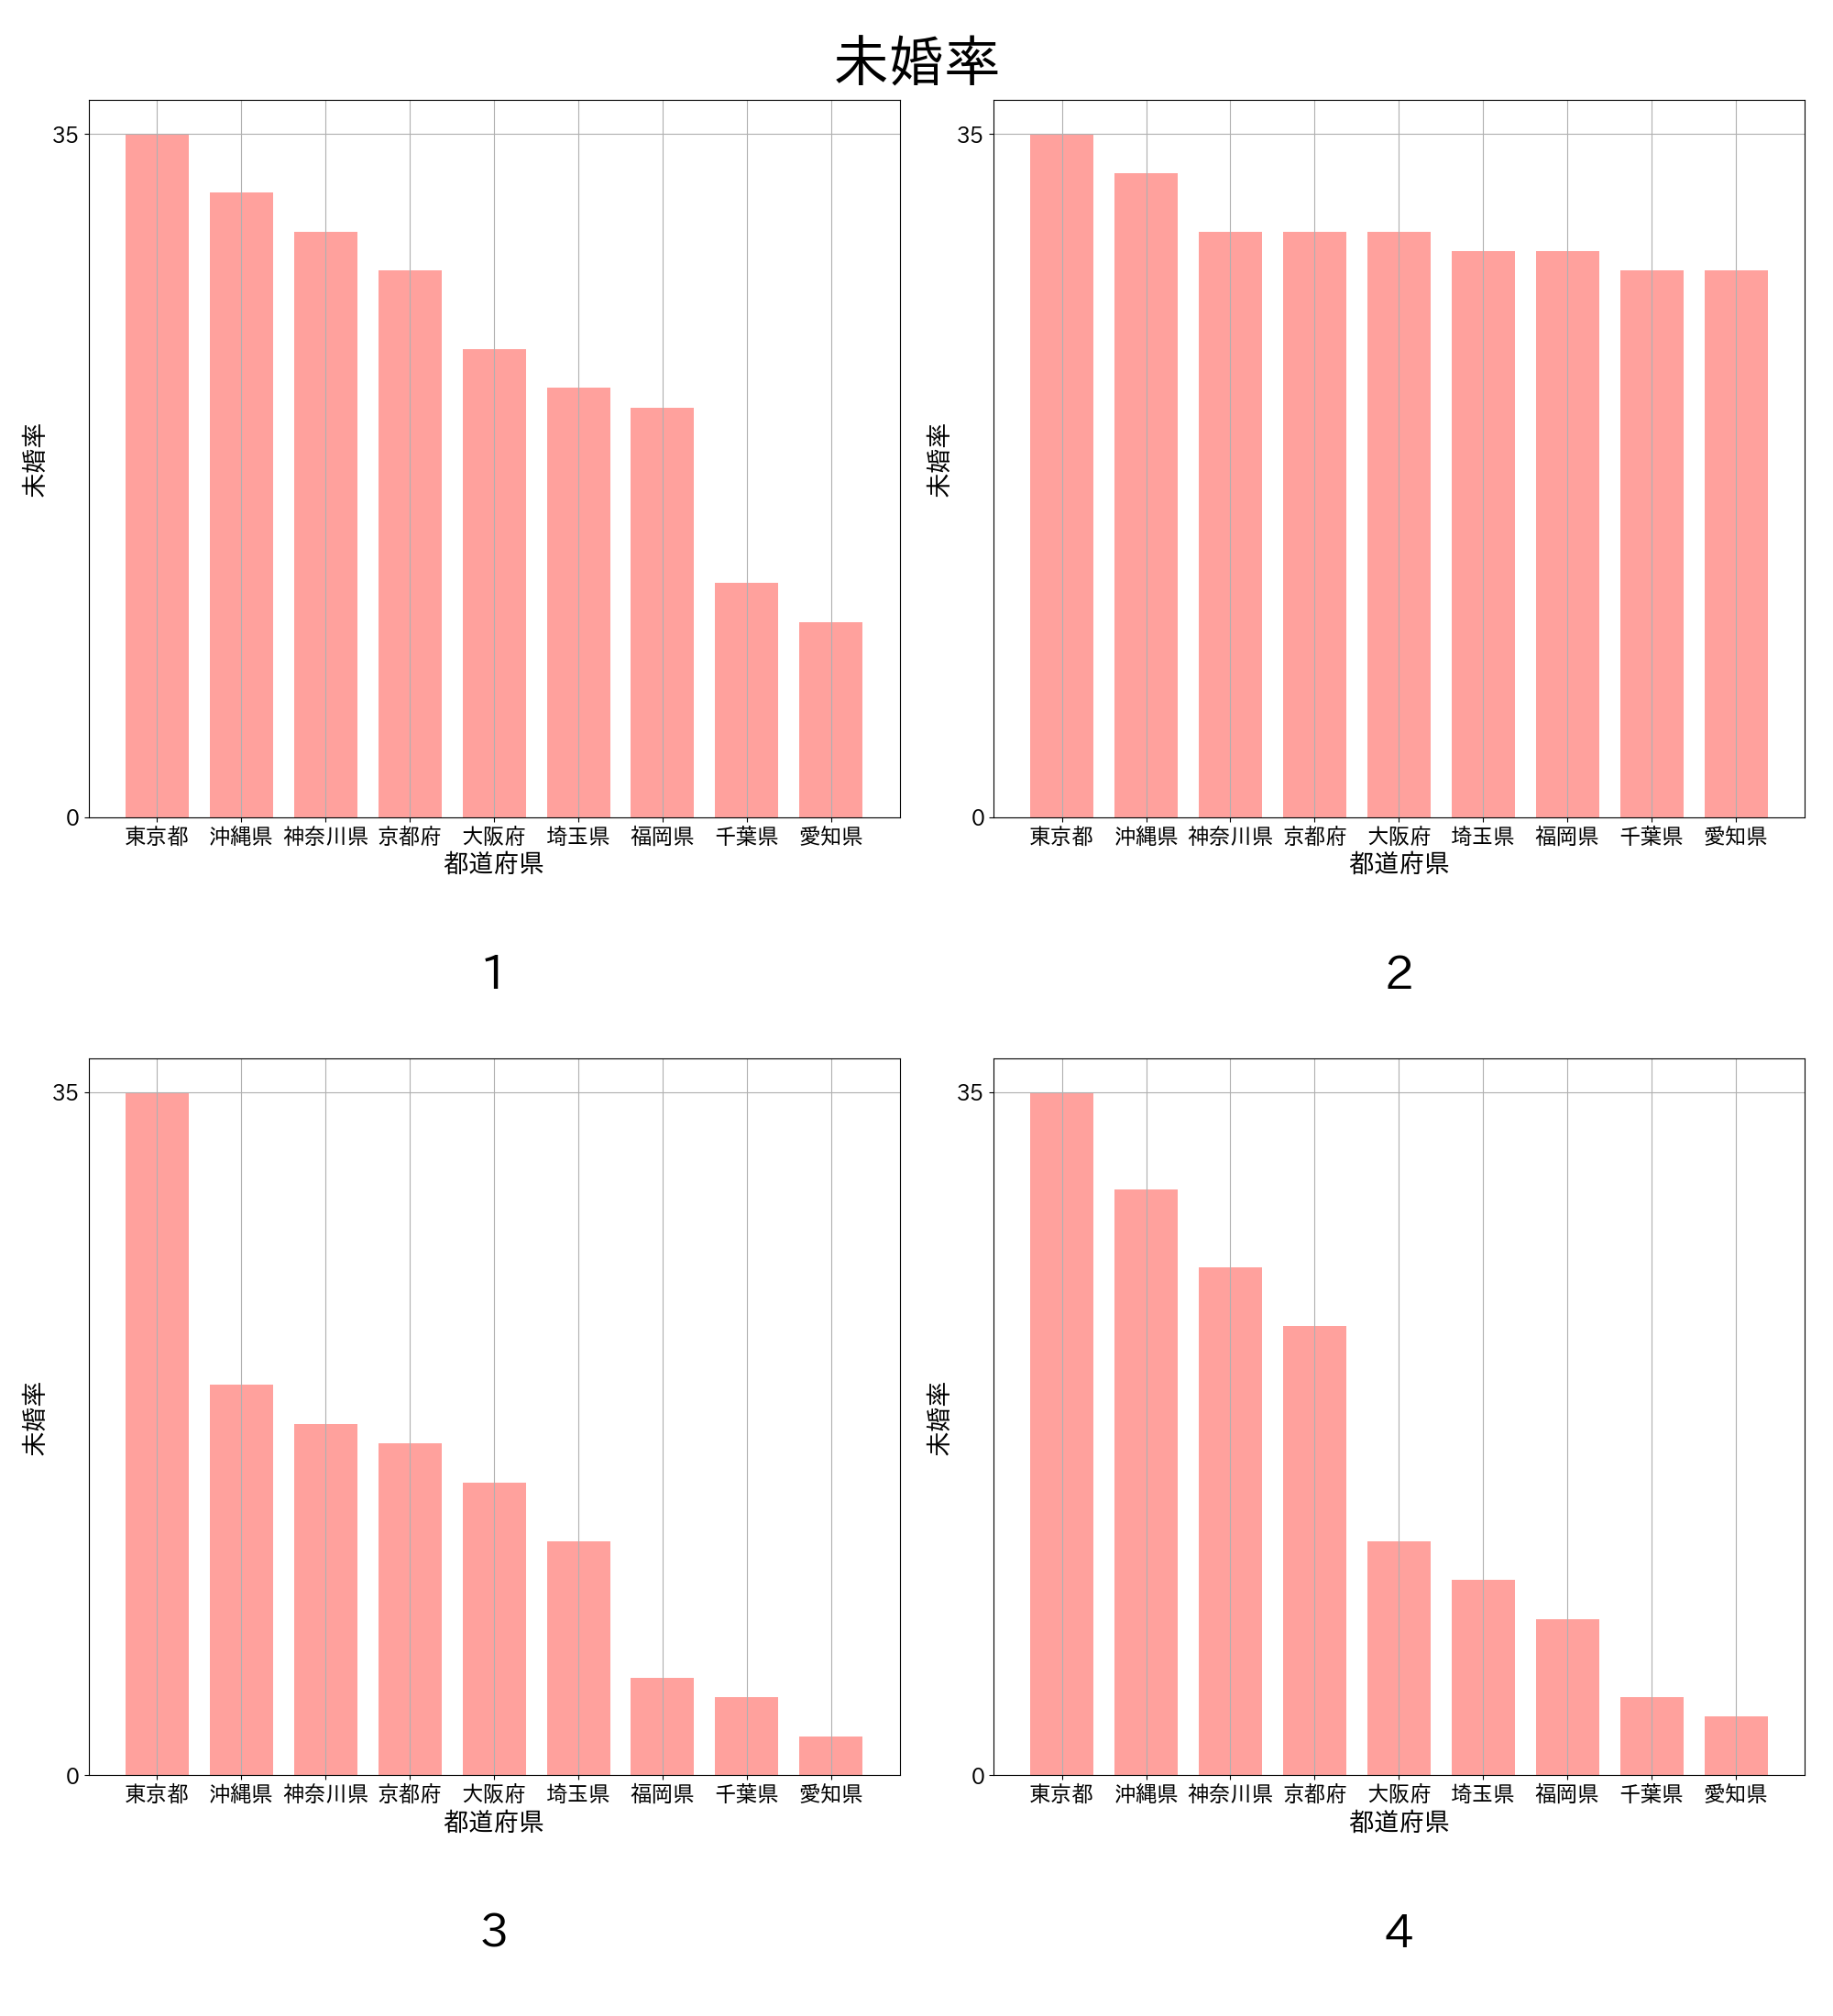 未婚率
35
0
未婚率
東京都 沖縄県 神奈川県 京都府 大阪府 埼玉県 福岡県 千葉県 愛知県
都道府県
1
35
0
未婚率
東京都 沖縄県 神奈川県 京都府 大阪府 埼玉県 福岡県 千葉県 愛知県
都道府県
2
35
0
未婚率
東京都 沖縄県 神奈川県 京都府 大阪府 埼玉県 福岡県 千葉県 愛知県
都道府県
3
35
0
未婚率
東京都 沖縄県 神奈川県 京都府 大阪府 埼玉県 福岡県 千葉県 愛知県
都道府県
4